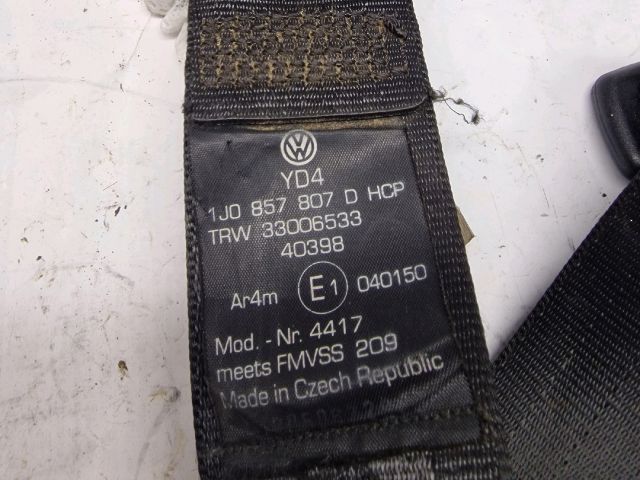 VW
YD4
1J0 857 807 D HCP
TRW 33006533
40398
Ar4m E1 040150
Mod. -Nr. 4417
meets FMVSS 209
Made in Czech Republic